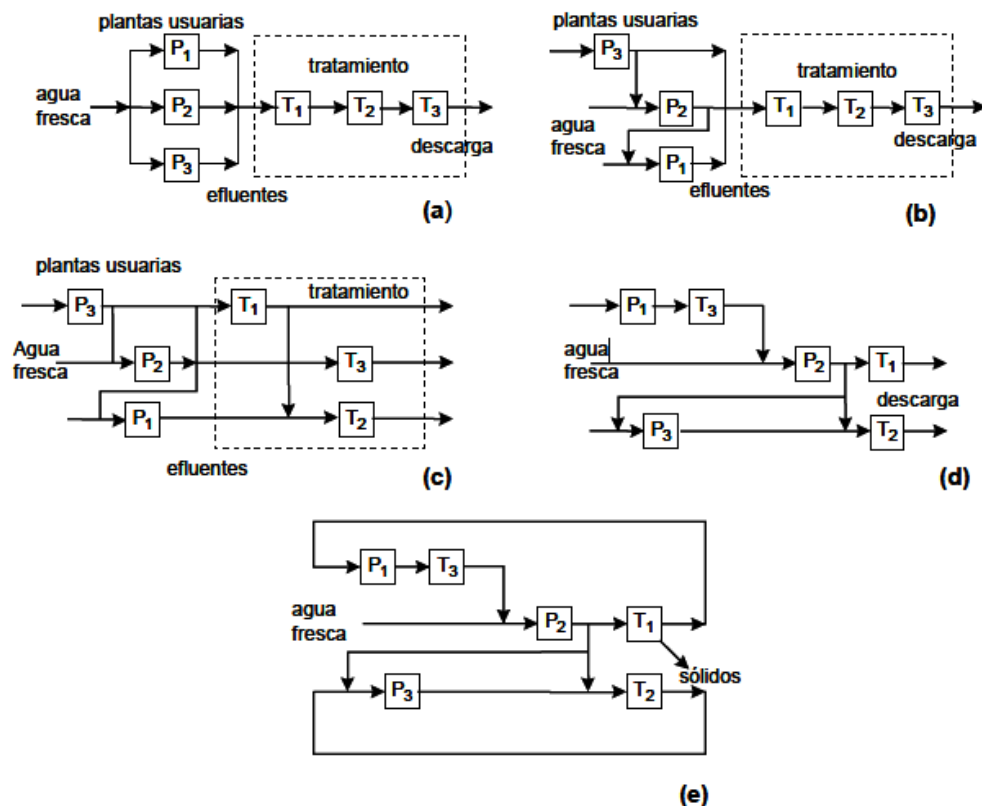 plantas usuarias
P1
tratamiento
agua
fresca
P2
T1
T2
T3
descarga
P3
efluentes
(a)
plantas usuarias
P3
tratamiento
P2
T1
T2
T3
agua
fresca
descarga
P1
efluentes
(b)
plantas usuarias
P3
T1
tratamiento
Agua
fresca
P2
T3
P1
T2
efluentes
(c)
P1
T3
agua
fresca
P2
T1
descarga
P3
T2
(d)
P1
T3
agua
fresca
P2
T1
sólidos
P3
T2
(e)